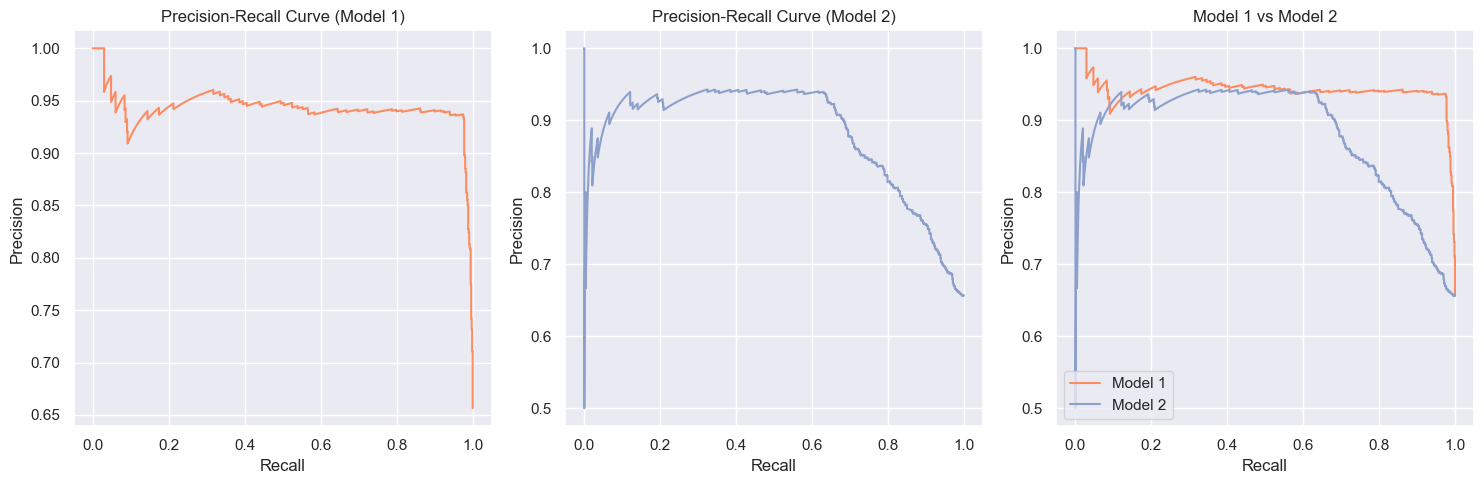 Precision-Recall Curve (Model 1)
1.00
0.95
0.90
0.85
0.80
0.75
0.70
0.65
Precision
0.0 0.2 0.4 0.6 0.8 1.0
Recall
Precision-Recall Curve (Model 2)
1.0
0.9
0.8
0.7
0.6
0.5
Precision
0.0 0.2 0.4 0.6 0.8 1.0
Recall
Model 1 vs Model 2
1.0
0.9
0.8
0.7
0.6
0.5
Precision
Model 1
Model 2
0.0 0.2 0.4 0.6 0.8 1.0
Recall